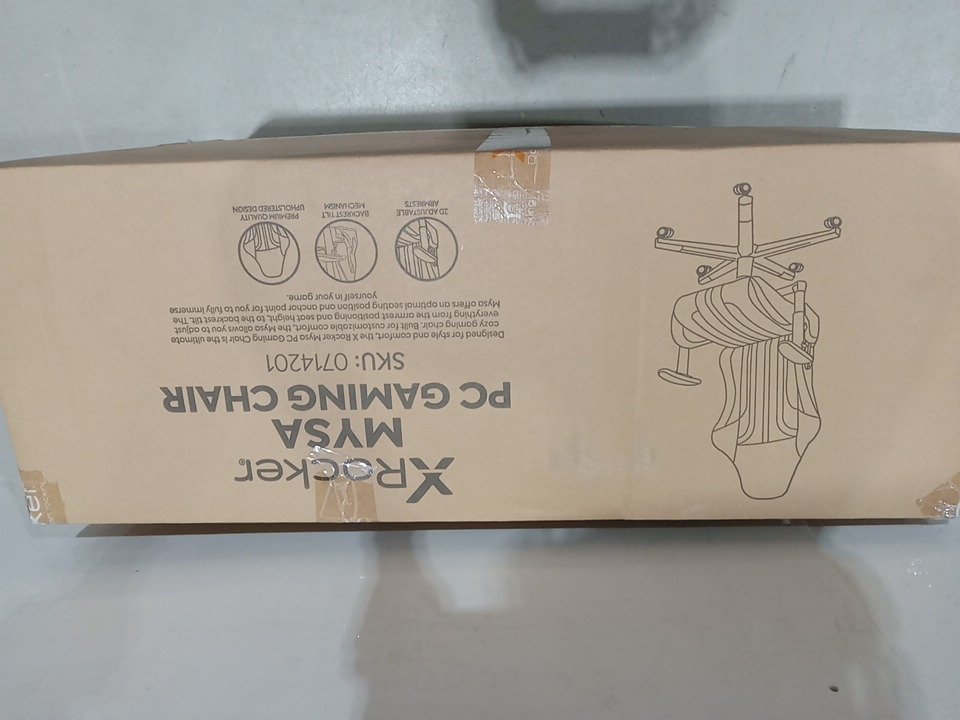 XRocker®
MYSA
PC GAMING CHAIR
SKU: 0714201
Designed for style and comfort, the X Rocker Mysa PC Gaming Chair is the ultimate
cozy gaming chair. Built for customizable comfort, the Mysa allows you to adjust
everything from the armrest positioning and seat height, to the backrest tilt. The
Mysa offers an optimal seating position and anchor point for you to fully immerse
yourself in your game.
2D ADJUSTABLE
ARMRESTS
BACKREST TILT
MECHANISM
PREMIUM QUALITY
UPHOLSTERED DESIGN